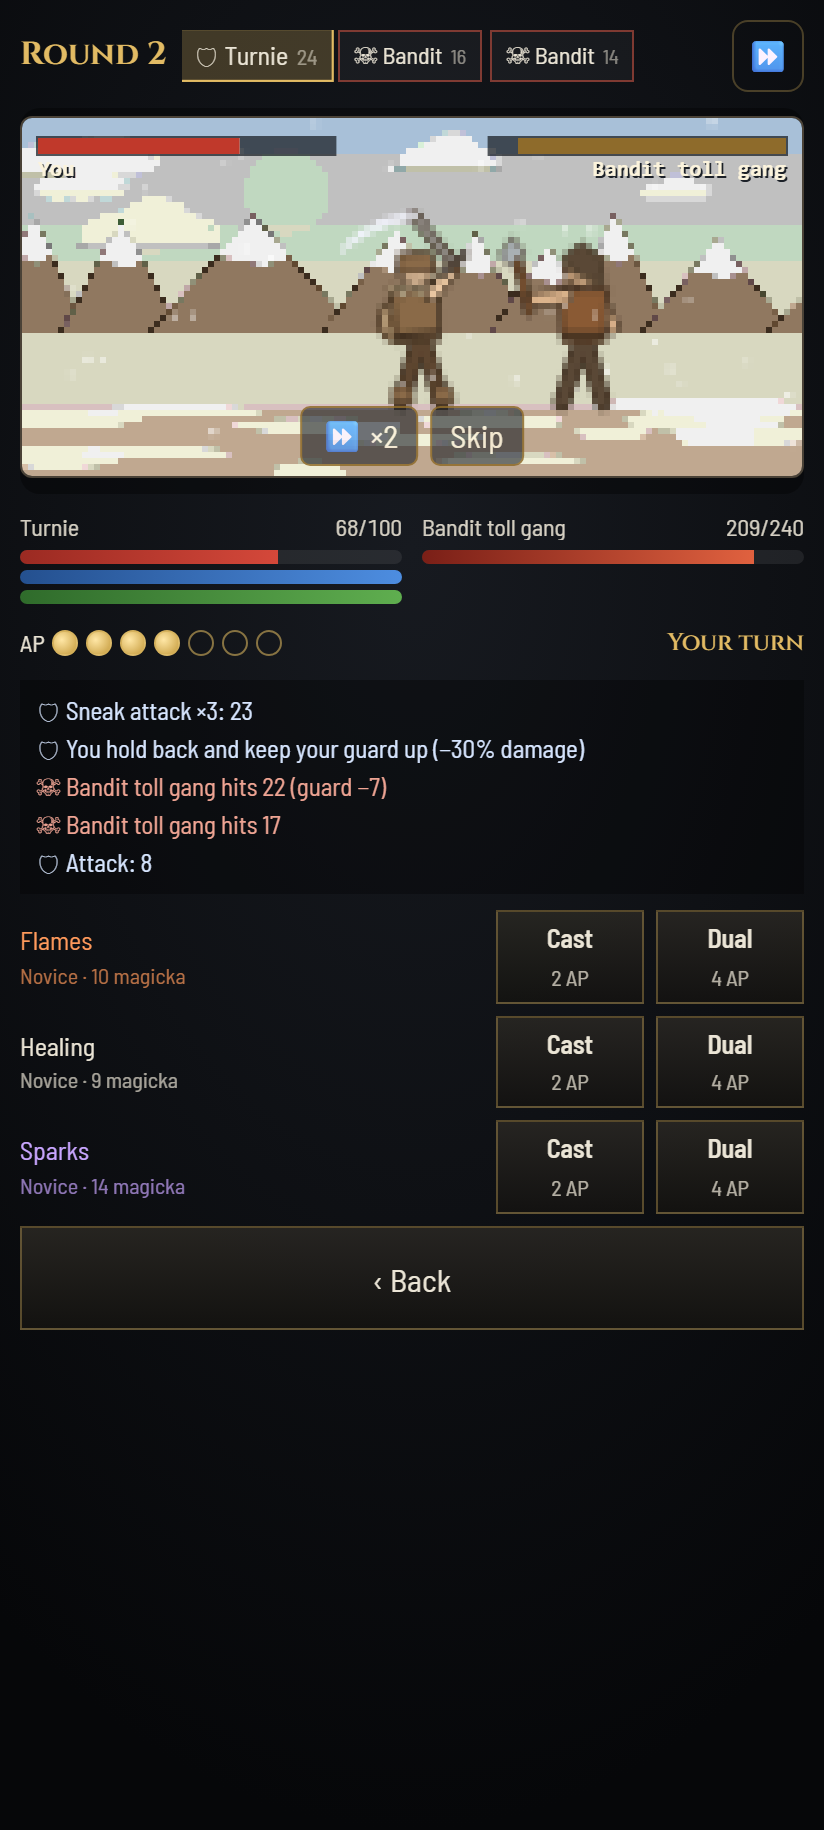 Round 2 Turnie 24 Bandit 16 Bandit 14
You Bandit toll gang
×2 Skip
Turnie 68/100 Bandit toll gang 209/240
AP Your turn
Sneak attack ×3: 23
You hold back and keep your guard up (−30% damage)
Bandit toll gang hits 22 (guard −7)
Bandit toll gang hits 17
Attack: 8
Flames Cast Dual
Novice · 10 magicka 2 AP 4 AP
Healing Cast Dual
Novice · 9 magicka 2 AP 4 AP
Sparks Cast Dual
Novice · 14 magicka 2 AP 4 AP
‹ Back